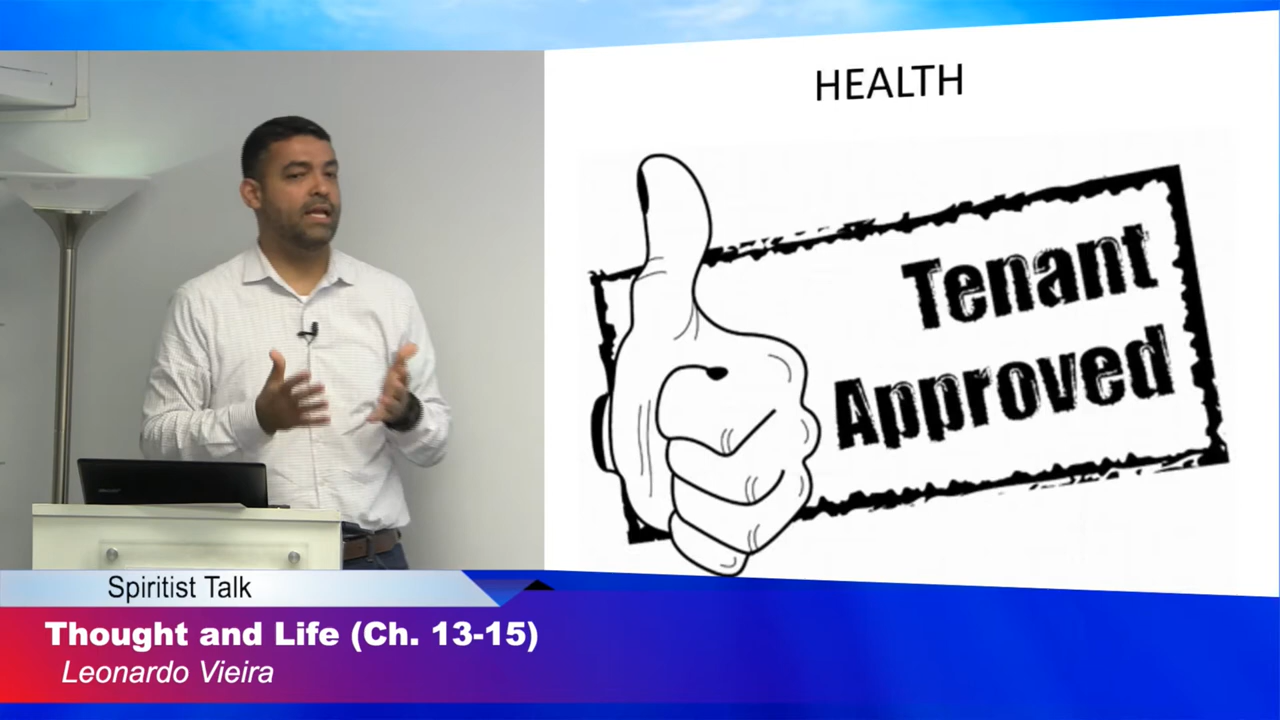 HEALTH
Tenant
Approved
Spiritist Talk
Thought and Life (Ch. 13-15)
Leonardo Vieira